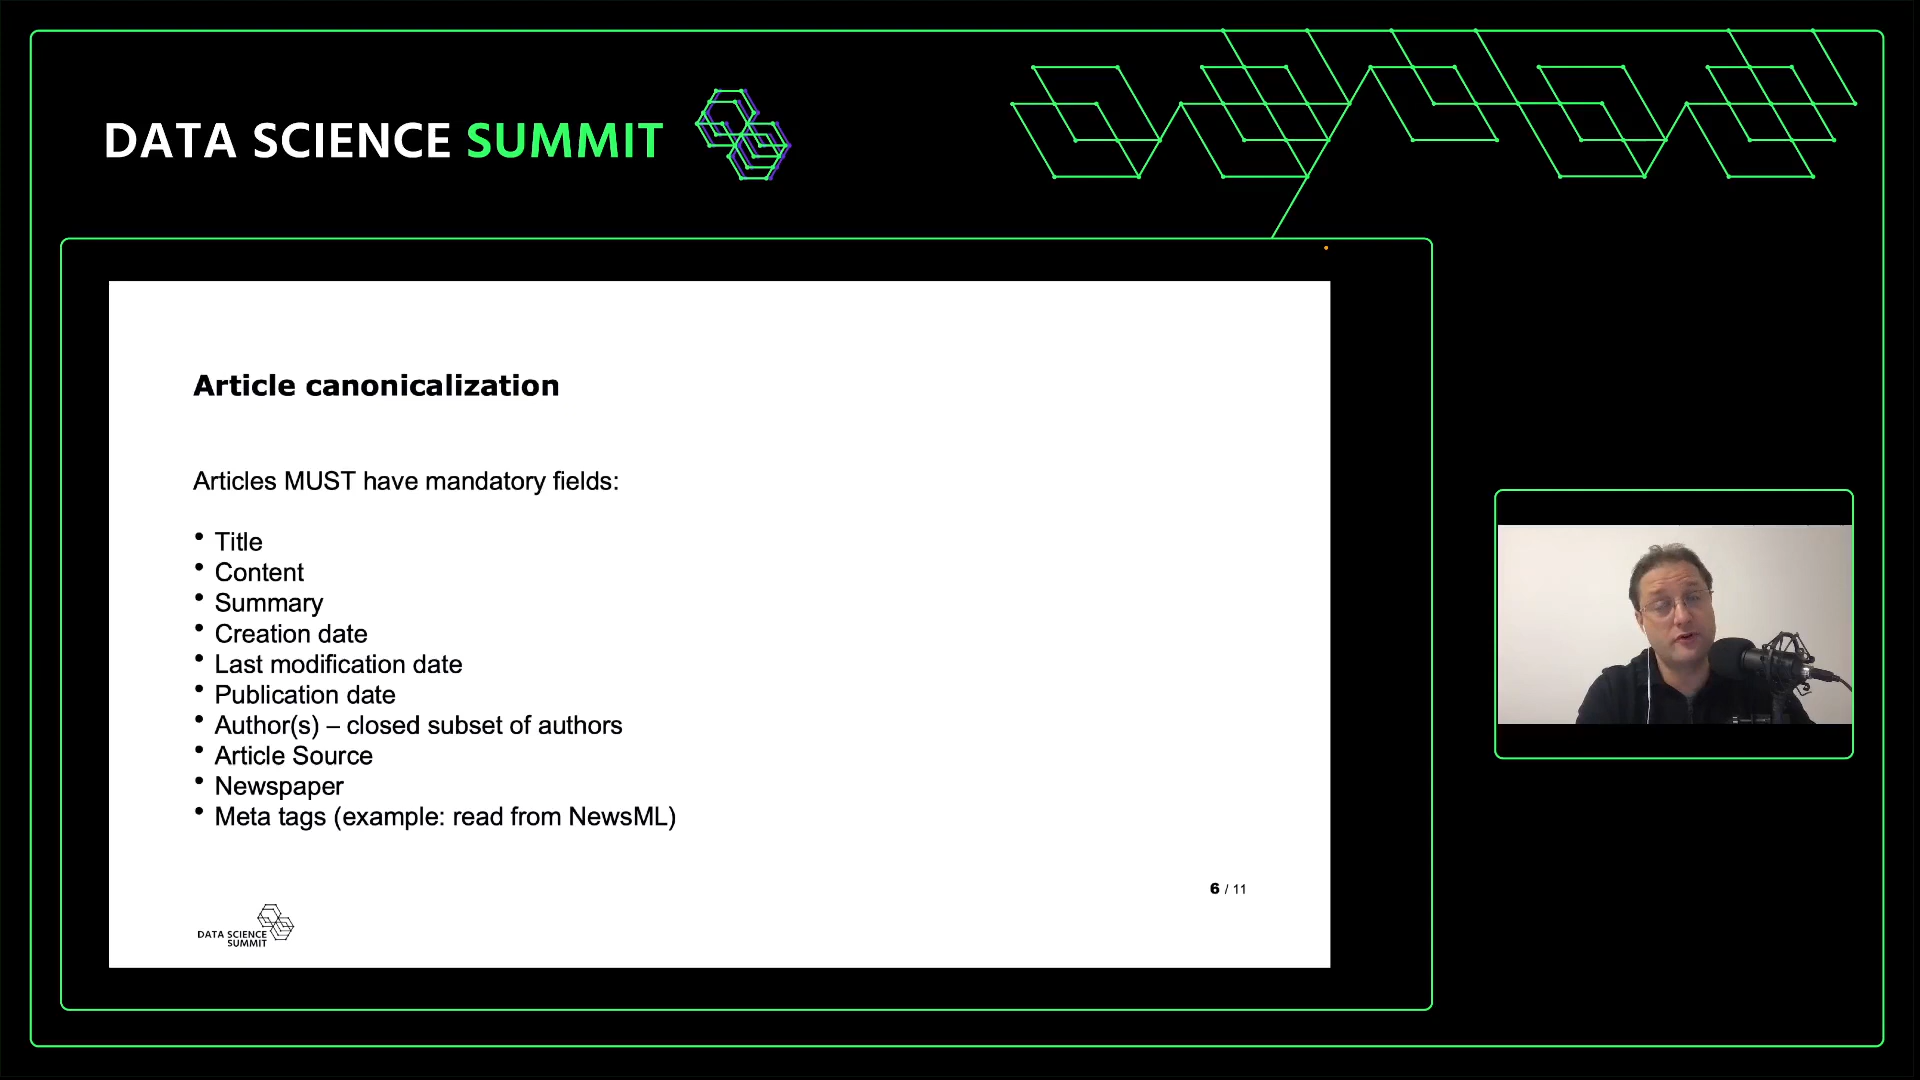 DATA SCIENCE SUMMIT
Article canonicalization
Articles MUST have mandatory fields:
• Title
• Content
• Summary
• Creation date
• Last modification date
• Publication date
• Author(s) – closed subset of authors
• Article Source
• Newspaper
• Meta tags (example: read from NewsML)
6 / 11
DATA SCIENCE
SUMMIT